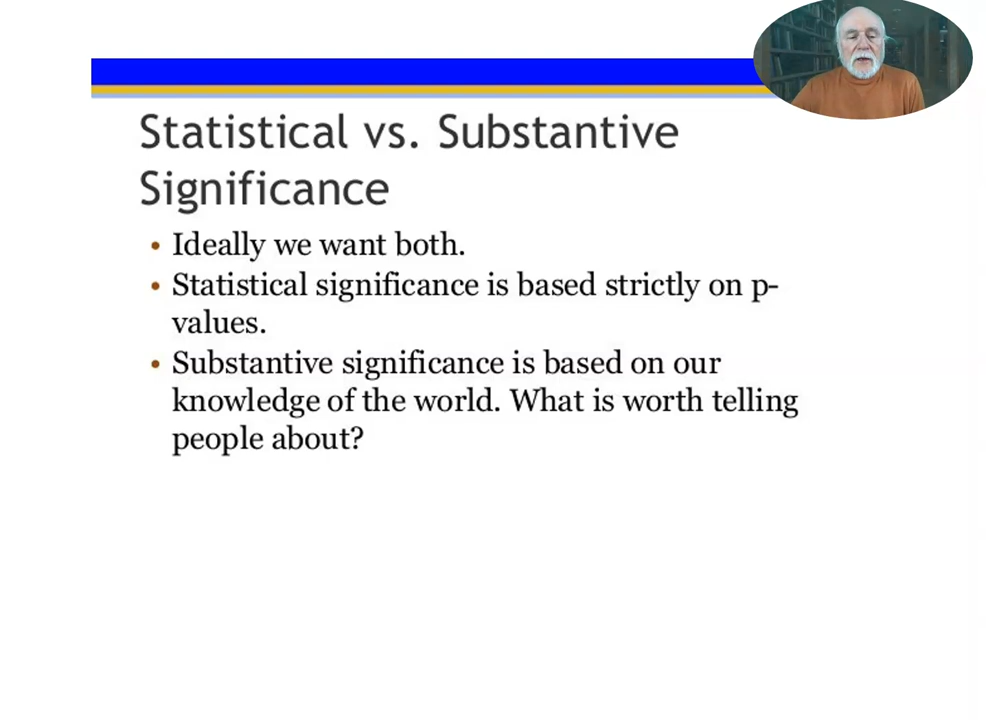 Statistical vs. Substantive
Significance
• Ideally we want both.
• Statistical significance is based strictly on p-
values.
• Substantive significance is based on our
knowledge of the world. What is worth telling
people about?